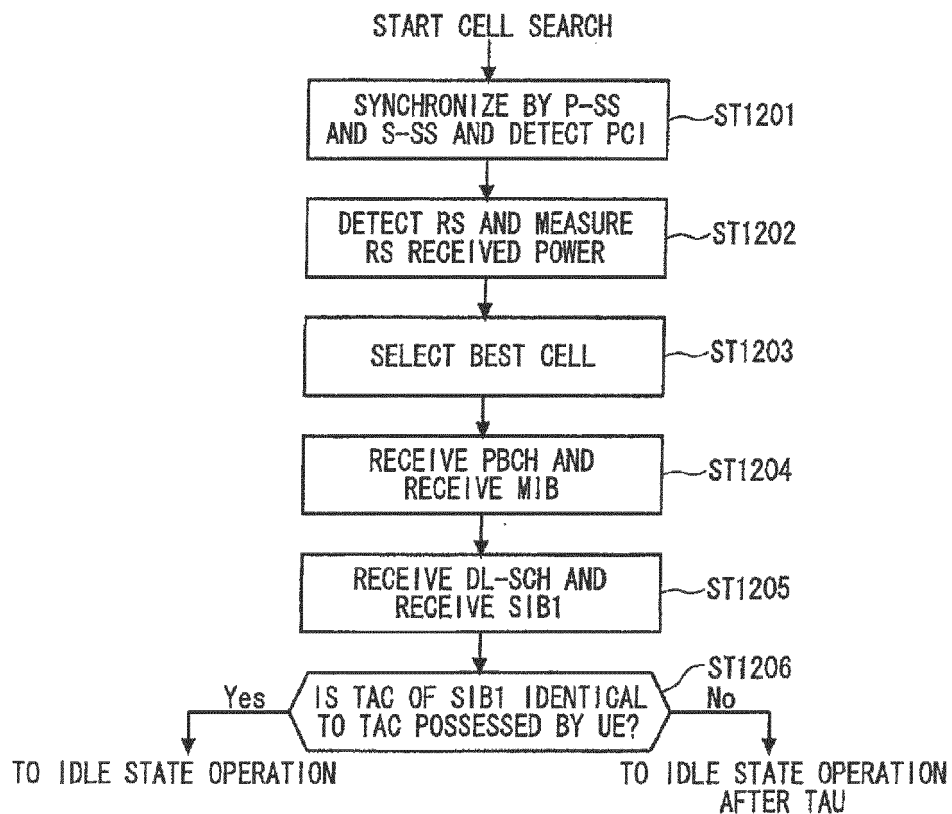 START CELL SEARCH
SYNCHRONIZE BY P-SS
AND S-SS AND DETECT PCI
ST1201
DETECT RS AND MEASURE
RS RECEIVED POWER
ST1202
SELECT BEST CELL
ST1203
RECEIVE PBCH AND
RECEIVE MIB
ST1204
RECEIVE DL-SCH AND
RECEIVE SIB1
ST1205
ST1206
IS TAC OF SIB1 IDENTICAL
TO TAC POSSESSED BY UE?
Yes
No
TO IDLE STATE OPERATION
TO IDLE STATE OPERATION
AFTER TAU